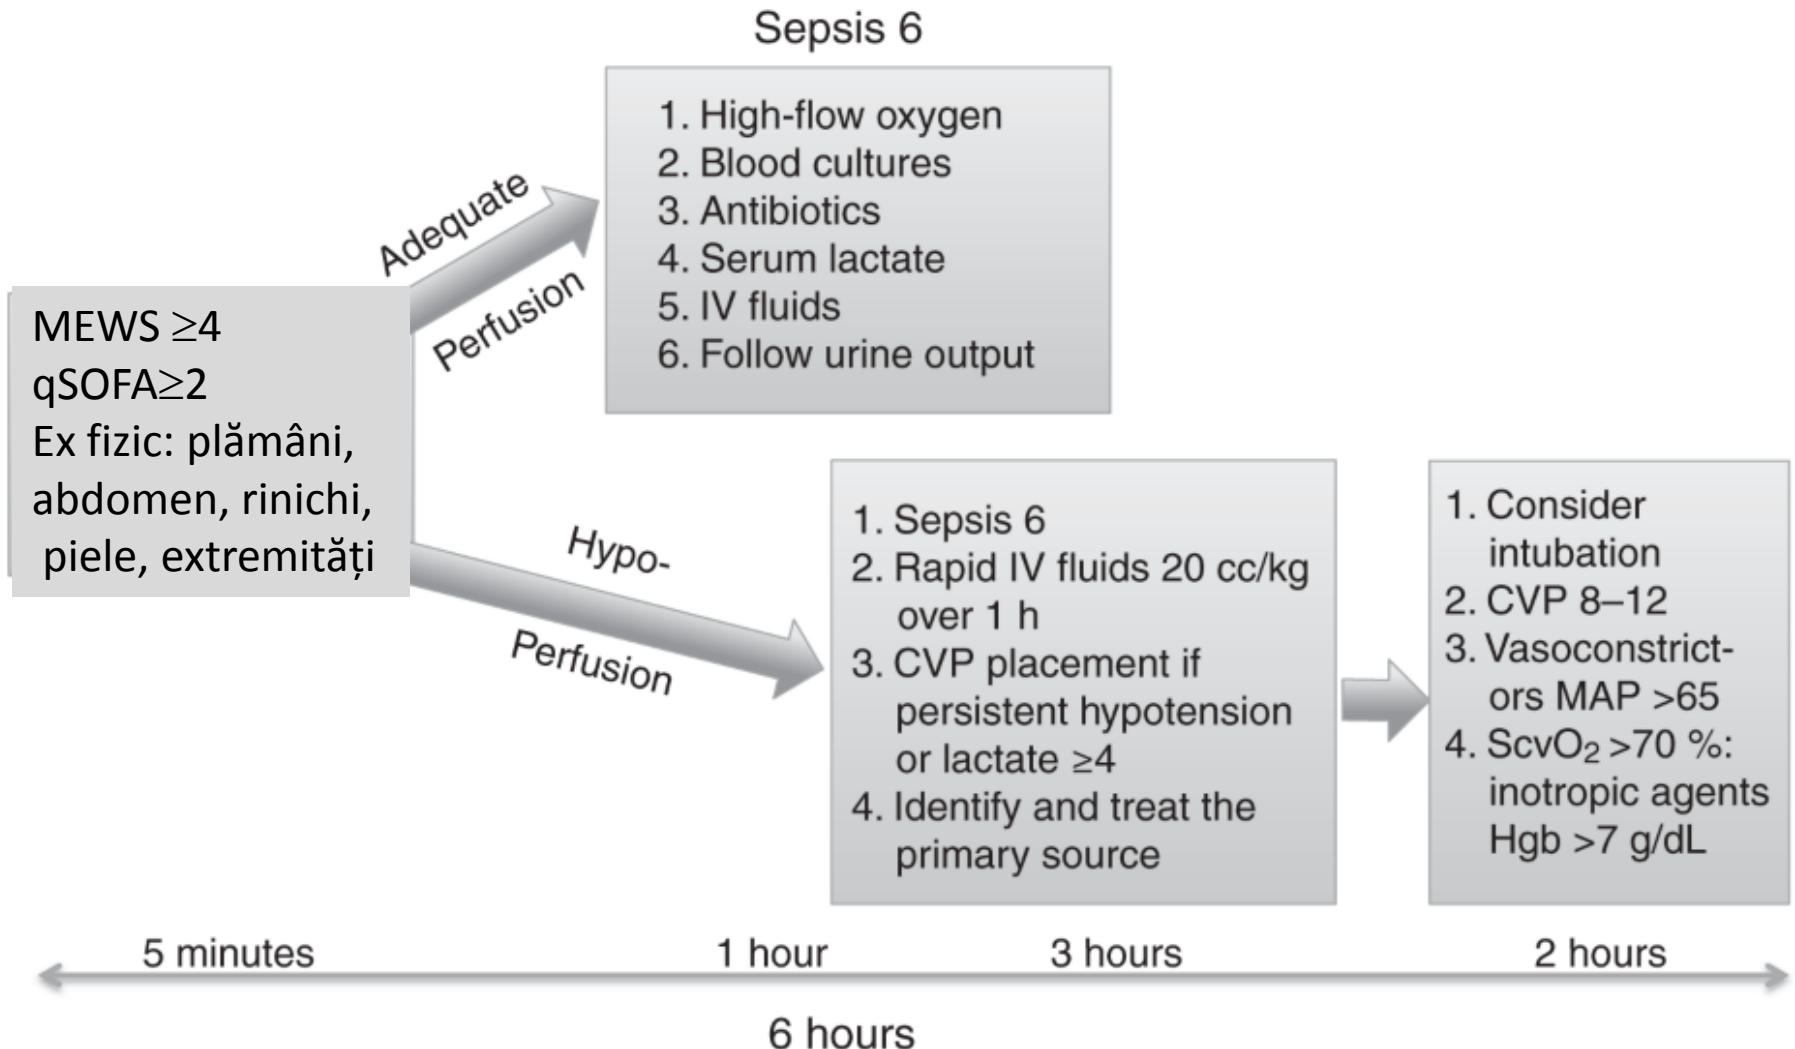 Sepsis 6
1. High-flow oxygen
2. Blood cultures
3. Antibiotics
4. Serum lactate
5. IV fluids
6. Follow urine output
Adequate
Perfusion
MEWS ≥4
qSOFA≥2
Ex fizic: plămâni,
abdomen, rinichi,
piele, extremități
Hypo-
Perfusion
1. Sepsis 6
2. Rapid IV fluids 20 cc/kg
over 1 h
3. CVP placement if
persistent hypotension
or lactate ≥4
4. Identify and treat the
primary source
1. Consider
intubation
2. CVP 8–12
3. Vasoconstrict-
ors MAP >65
4. ScvO₂ >70 %:
inotropic agents
Hgb >7 g/dL
5 minutes
1 hour
3 hours
2 hours
6 hours